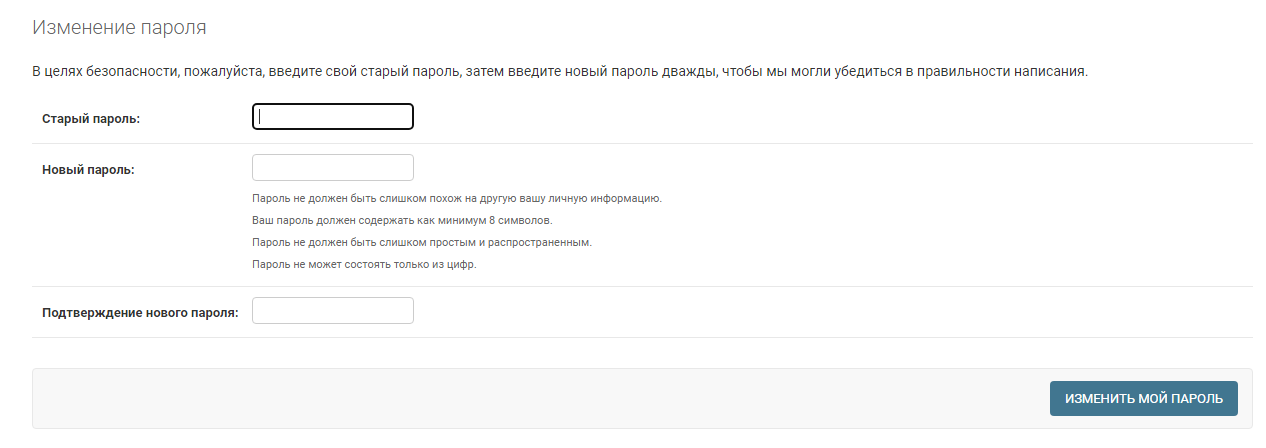 Изменение пароля
В целях безопасности, пожалуйста, введите свой старый пароль, затем введите новый пароль дважды, чтобы мы могли убедиться в правильности написания.
Старый пароль:
Новый пароль:
Пароль не должен быть слишком похож на другую вашу личную информацию.
Ваш пароль должен содержать как минимум 8 символов.
Пароль не должен быть слишком простым и распространенным.
Пароль не может состоять только из цифр.
Подтверждение нового пароля:
ИЗМЕНИТЬ МОЙ ПАРОЛЬ